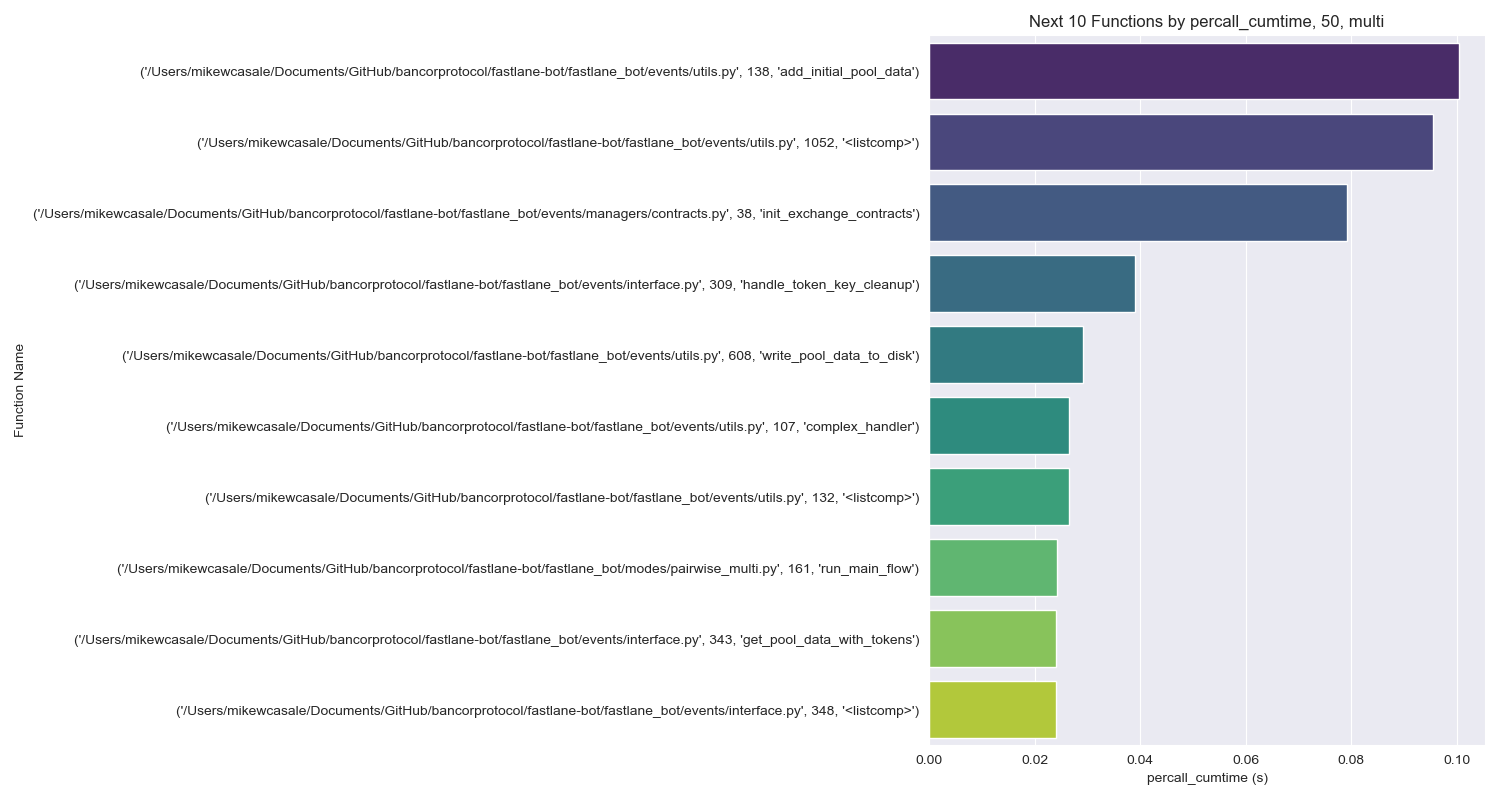 Next 10 Functions by percall_cumtime, 50, multi
('/Users/mikewcasale/Documents/GitHub/bancorprotocol/fastlane-bot/fastlane_bot/events/utils.py', 138, 'add_initial_pool_data')
('/Users/mikewcasale/Documents/GitHub/bancorprotocol/fastlane-bot/fastlane_bot/events/utils.py', 1052, '<listcomp>')
('/Users/mikewcasale/Documents/GitHub/bancorprotocol/fastlane-bot/fastlane_bot/events/managers/contracts.py', 38, 'init_exchange_contracts')
('/Users/mikewcasale/Documents/GitHub/bancorprotocol/fastlane-bot/fastlane_bot/events/interface.py', 309, 'handle_token_key_cleanup')
('/Users/mikewcasale/Documents/GitHub/bancorprotocol/fastlane-bot/fastlane_bot/events/utils.py', 608, 'write_pool_data_to_disk')
('/Users/mikewcasale/Documents/GitHub/bancorprotocol/fastlane-bot/fastlane_bot/events/utils.py', 107, 'complex_handler')
('/Users/mikewcasale/Documents/GitHub/bancorprotocol/fastlane-bot/fastlane_bot/events/utils.py', 132, '<listcomp>')
('/Users/mikewcasale/Documents/GitHub/bancorprotocol/fastlane-bot/fastlane_bot/modes/pairwise_multi.py', 161, 'run_main_flow')
('/Users/mikewcasale/Documents/GitHub/bancorprotocol/fastlane-bot/fastlane_bot/events/interface.py', 343, 'get_pool_data_with_tokens')
('/Users/mikewcasale/Documents/GitHub/bancorprotocol/fastlane-bot/fastlane_bot/events/interface.py', 348, '<listcomp>')
Function Name
0.00 0.02 0.04 0.06 0.08 0.10
percall_cumtime (s)